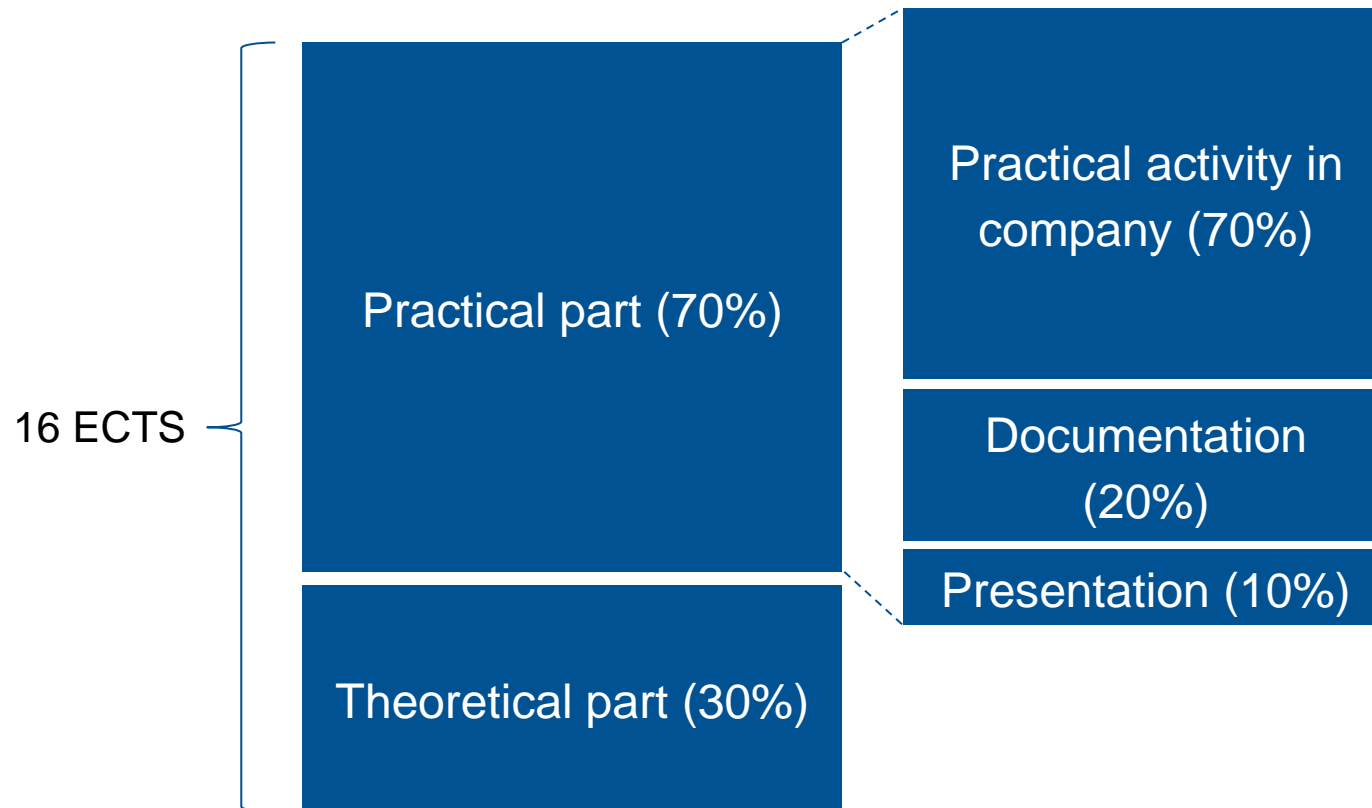 16 ECTS
Practical part (70%)
Theoretical part (30%)
Practical activity in
company (70%)
Documentation
(20%)
Presentation (10%)